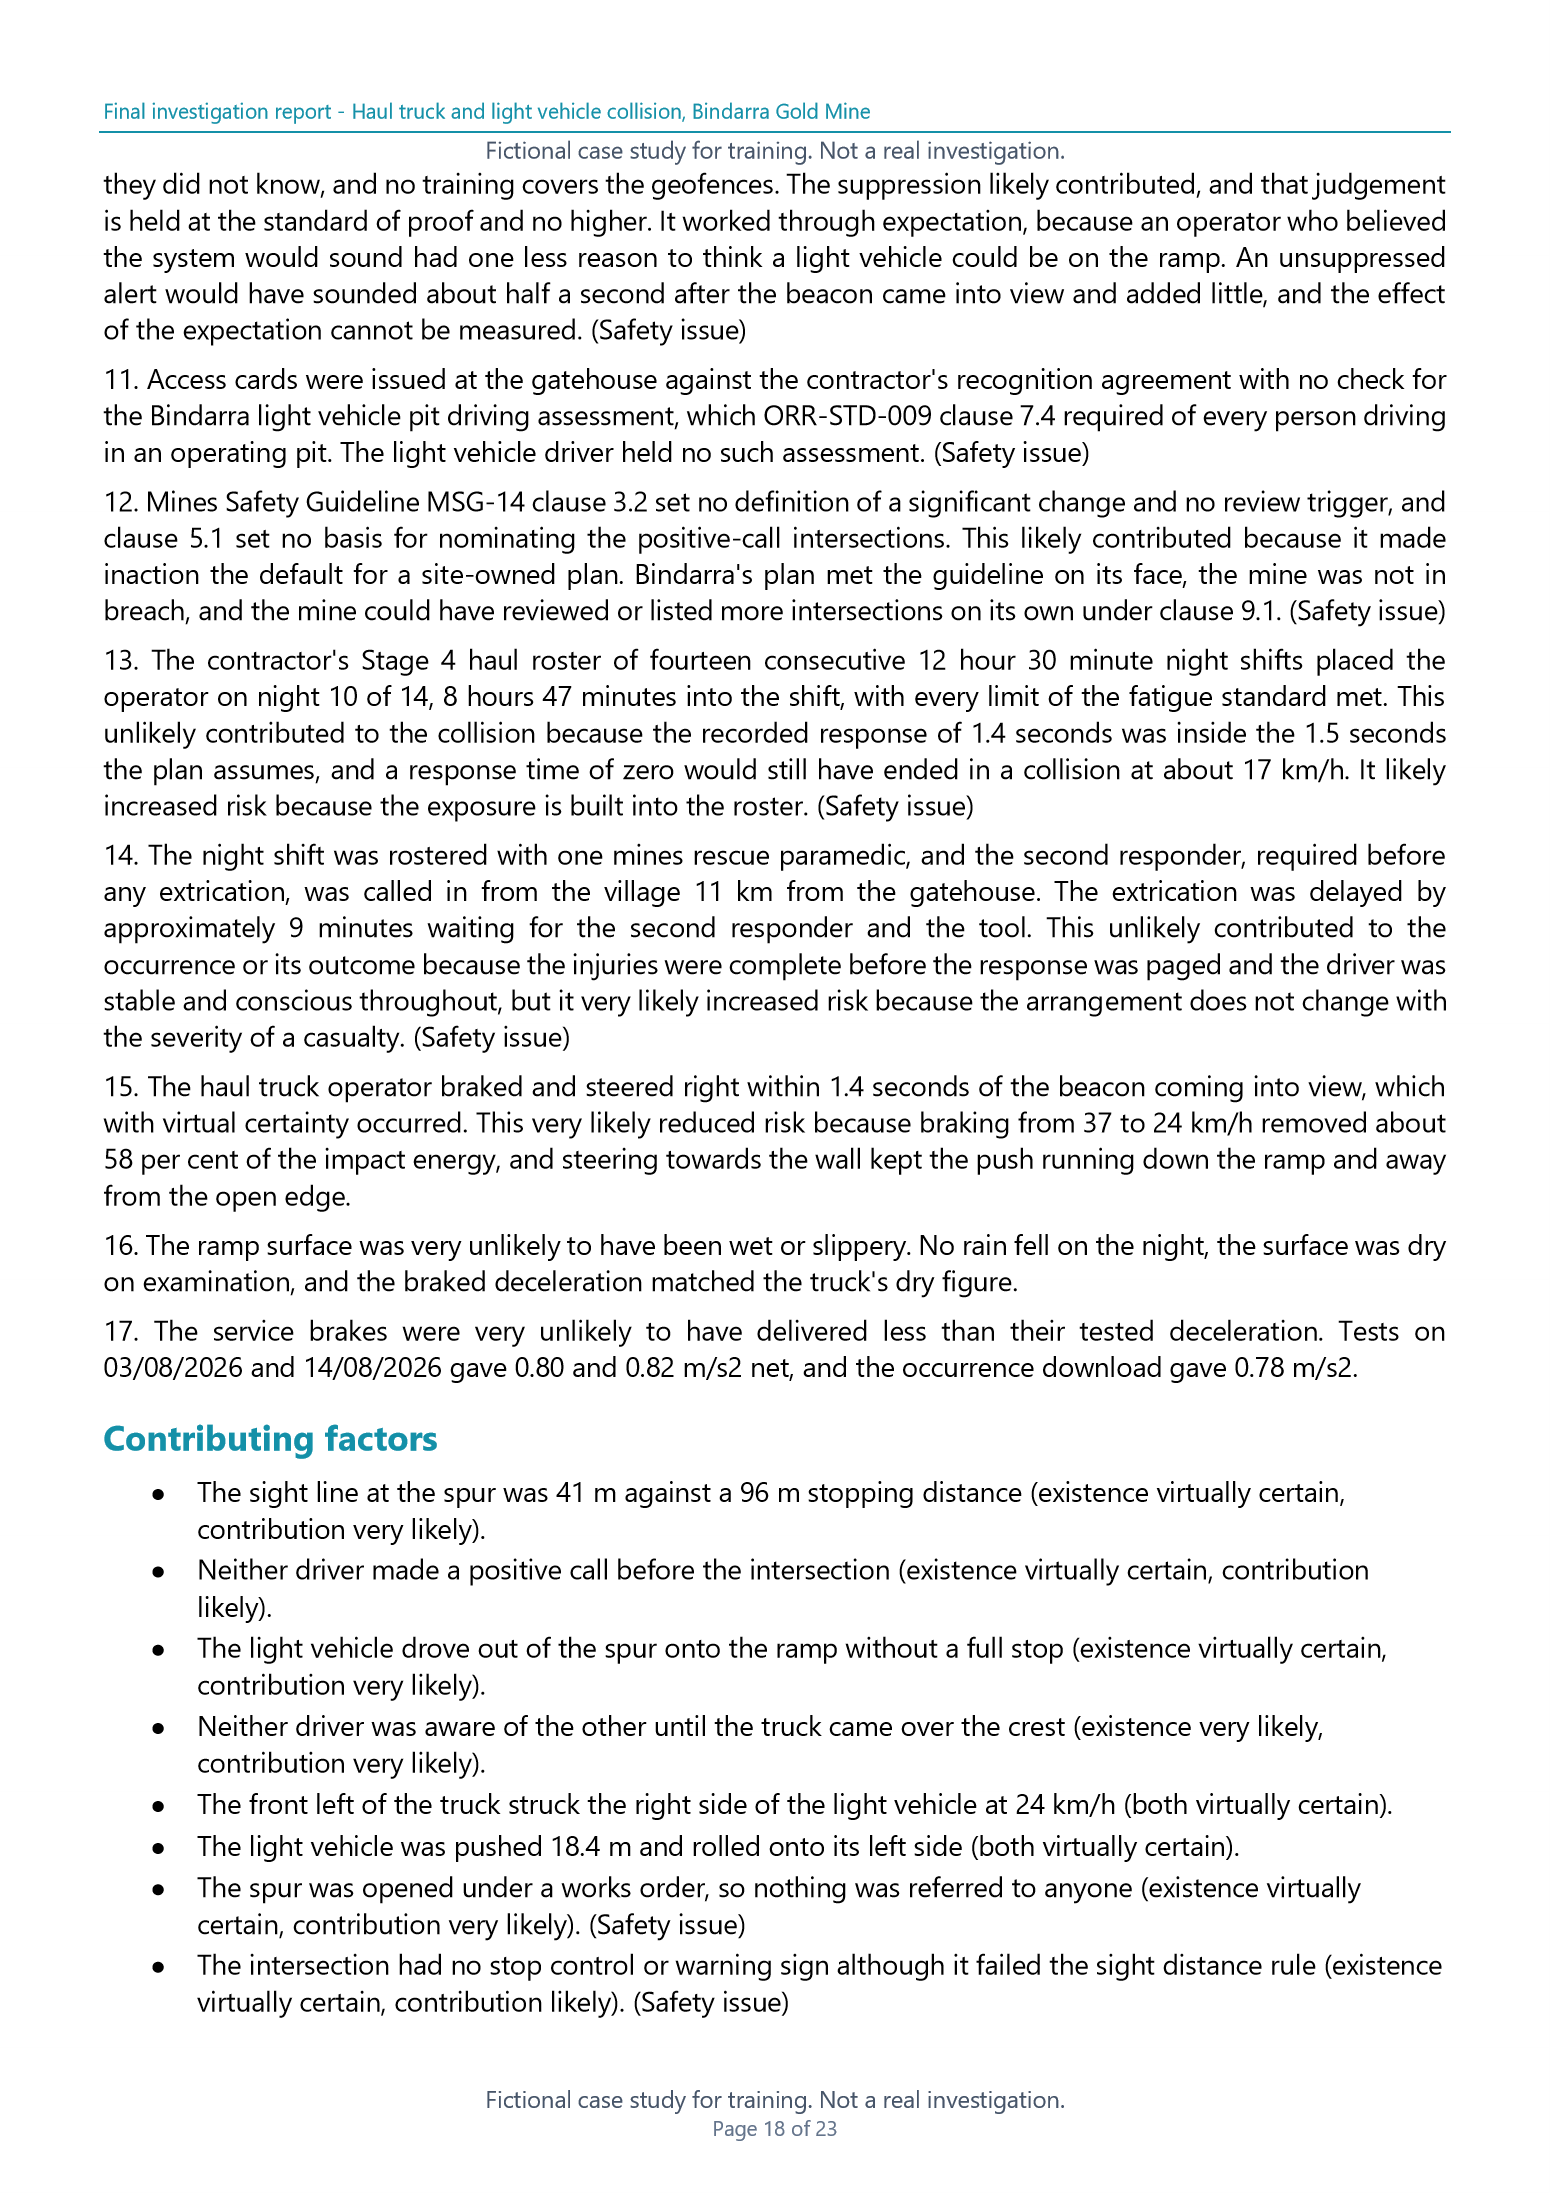 Final investigation report - Haul truck and light vehicle collision, Bindarra Gold Mine
Fictional case study for training. Not a real investigation.
they did not know, and no training covers the geofences. The suppression likely contributed, and that judgement
is held at the standard of proof and no higher. It worked through expectation, because an operator who believed
the system would sound had one less reason to think a light vehicle could be on the ramp. An unsuppressed
alert would have sounded about half a second after the beacon came into view and added little, and the effect
of the expectation cannot be measured. (Safety issue)
11. Access cards were issued at the gatehouse against the contractor's recognition agreement with no check for
the Bindarra light vehicle pit driving assessment, which ORR-STD-009 clause 7.4 required of every person driving
in an operating pit. The light vehicle driver held no such assessment. (Safety issue)
12. Mines Safety Guideline MSG-14 clause 3.2 set no definition of a significant change and no review trigger, and
clause 5.1 set no basis for nominating the positive-call intersections. This likely contributed because it made
inaction the default for a site-owned plan. Bindarra's plan met the guideline on its face, the mine was not in
breach, and the mine could have reviewed or listed more intersections on its own under clause 9.1. (Safety issue)
13. The contractor's Stage 4 haul roster of fourteen consecutive 12 hour 30 minute night shifts placed the
operator on night 10 of 14, 8 hours 47 minutes into the shift, with every limit of the fatigue standard met. This
unlikely contributed to the collision because the recorded response of 1.4 seconds was inside the 1.5 seconds
the plan assumes, and a response time of zero would still have ended in a collision at about 17 km/h. It likely
increased risk because the exposure is built into the roster. (Safety issue)
14. The night shift was rostered with one mines rescue paramedic, and the second responder, required before
any extrication, was called in from the village 11 km from the gatehouse. The extrication was delayed by
approximately 9 minutes waiting for the second responder and the tool. This unlikely contributed to the
occurrence or its outcome because the injuries were complete before the response was paged and the driver was
stable and conscious throughout, but it very likely increased risk because the arrangement does not change with
the severity of a casualty. (Safety issue)
15. The haul truck operator braked and steered right within 1.4 seconds of the beacon coming into view, which
with virtual certainty occurred. This very likely reduced risk because braking from 37 to 24 km/h removed about
58 per cent of the impact energy, and steering towards the wall kept the push running down the ramp and away
from the open edge.
16. The ramp surface was very unlikely to have been wet or slippery. No rain fell on the night, the surface was dry
on examination, and the braked deceleration matched the truck's dry figure.
17. The service brakes were very unlikely to have delivered less than their tested deceleration. Tests on
03/08/2026 and 14/08/2026 gave 0.80 and 0.82 m/s2 net, and the occurrence download gave 0.78 m/s2.
Contributing factors
● The sight line at the spur was 41 m against a 96 m stopping distance (existence virtually certain,
contribution very likely).
● Neither driver made a positive call before the intersection (existence virtually certain, contribution
likely).
● The light vehicle drove out of the spur onto the ramp without a full stop (existence virtually certain,
contribution very likely).
● Neither driver was aware of the other until the truck came over the crest (existence very likely,
contribution very likely).
● The front left of the truck struck the right side of the light vehicle at 24 km/h (both virtually certain).
● The light vehicle was pushed 18.4 m and rolled onto its left side (both virtually certain).
● The spur was opened under a works order, so nothing was referred to anyone (existence virtually
certain, contribution very likely). (Safety issue)
● The intersection had no stop control or warning sign although it failed the sight distance rule (existence
virtually certain, contribution likely). (Safety issue)
Fictional case study for training. Not a real investigation.
Page 18 of 23